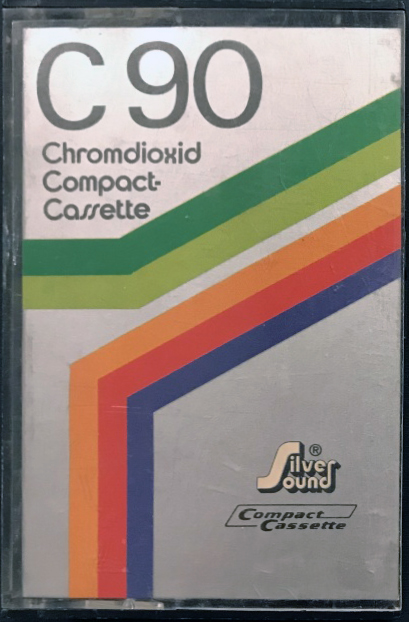 C 90
Chromdioxid
Compact-
Cassette
Silver ®
Sound
Compact
Cassette